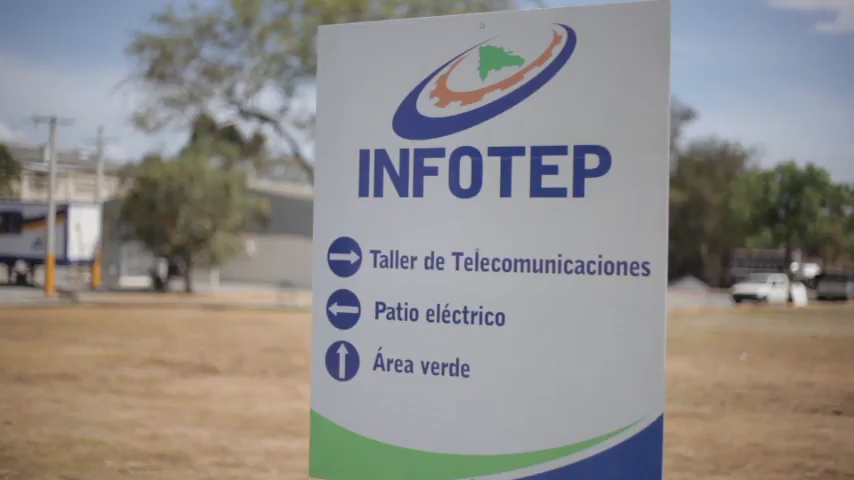 INFOTEP
Taller de Telecomunicaciones
Patio eléctrico
Área verde